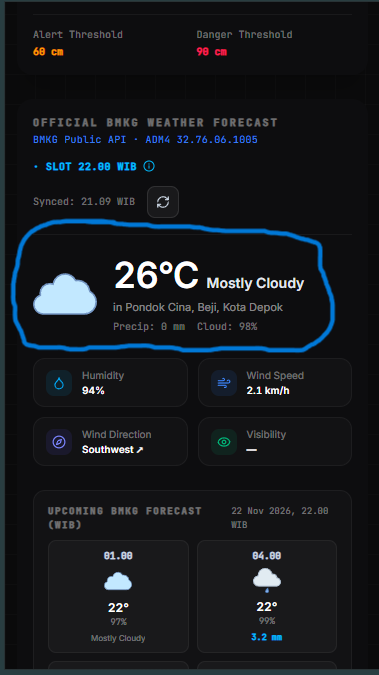 Alert Threshold
Danger Threshold
60 cm
90 cm
OFFICIAL BMKG WEATHER FORECAST
BMKG Public API · ADM4 32.76.06.1005
· SLOT 22.00 WIB
Synced: 21.09 WIB
26°C Mostly Cloudy
in Pondok Cina, Beji, Kota Depok
Precip: 0 mm Cloud: 98%
Humidity
94%
Wind Speed
2.1 km/h
Wind Direction
Southwest ↗
Visibility
—
UPCOMING BMKG FORECAST
(WIB)
22 Nov 2026, 22.00
WIB
01.00
22°
97%
Mostly Cloudy
04.00
22°
99%
3.2 mm